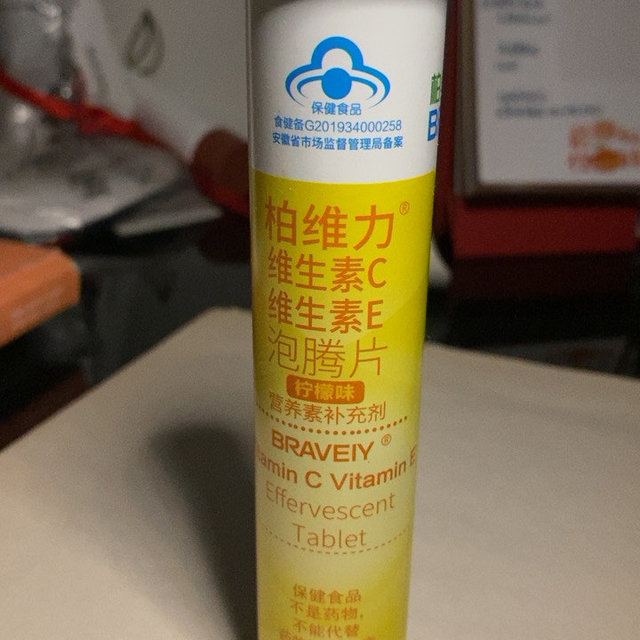 保健食品
食健备G201934000258
安徽省市场监督管理局备案
柏维力®
维生素C
维生素E
泡腾片
柠檬味
营养素补充剂
BRAVEIY®
C Vitamin
Effervescent
Tablet
保健食品
不是药物,
不能代替